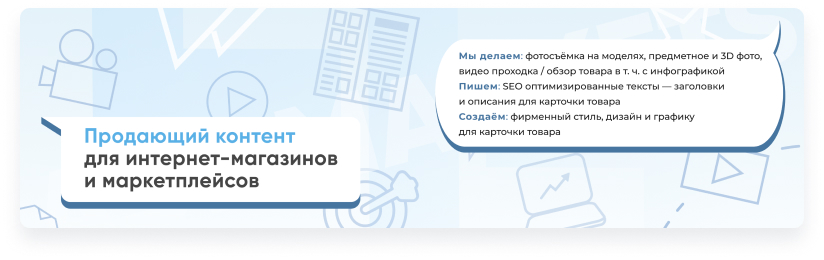 Продающий контент
для интернет-магазинов
и маркетплейсов
Мы делаем: фотосъёмка на моделях, предметное и 3D фото,
видео проходка / обзор товара в т. ч. с инфографикой
Пишем: SEO оптимизированные тексты — заголовки
и описания для карточки товара
Создаём: фирменный стиль, дизайн и графику
для карточки товара